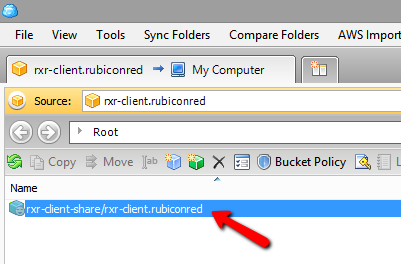 File View Tools Sync Folders Compare Folders AWS Import
rxr-client.rubiconred My Computer
Source: rxr-client.rubiconred
Root
Copy Move Bucket Policy
Name
rxr-client-share/rxr-client.rubiconred